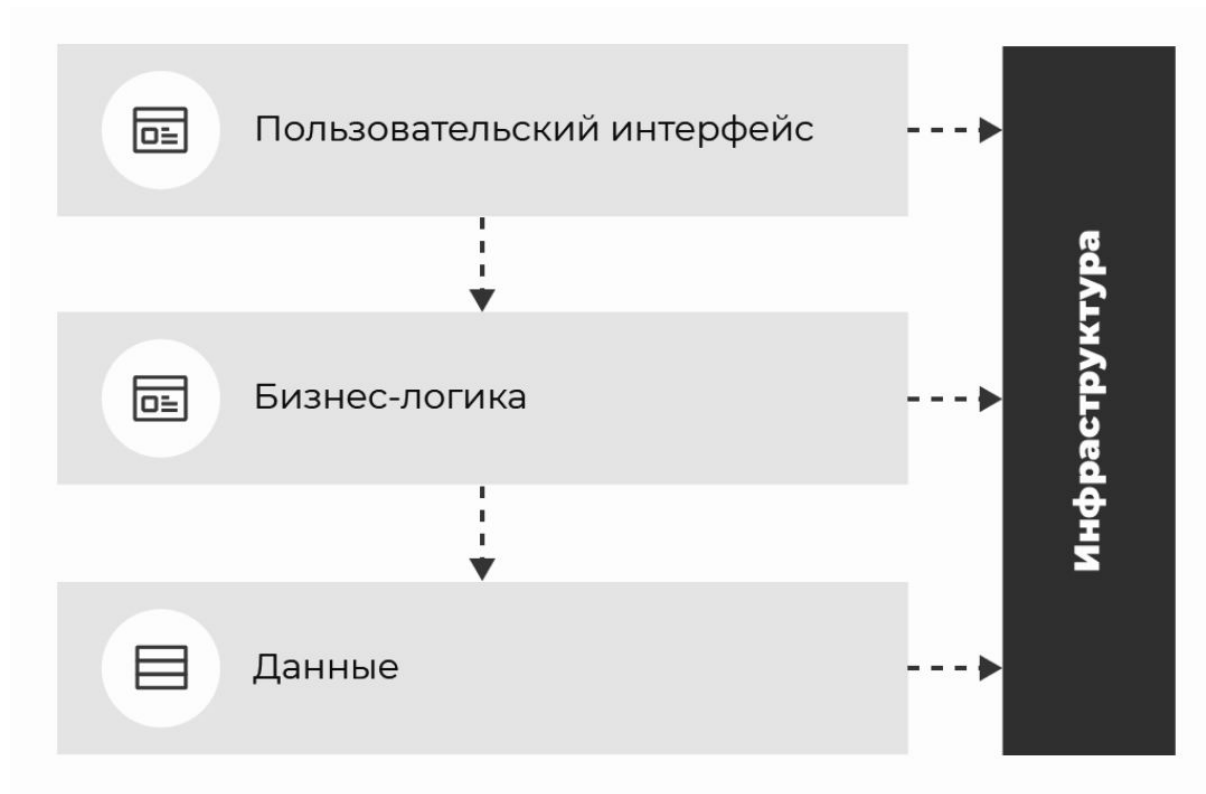 Пользовательский интерфейс
Бизнес-логика
Данные
Инфраструктура